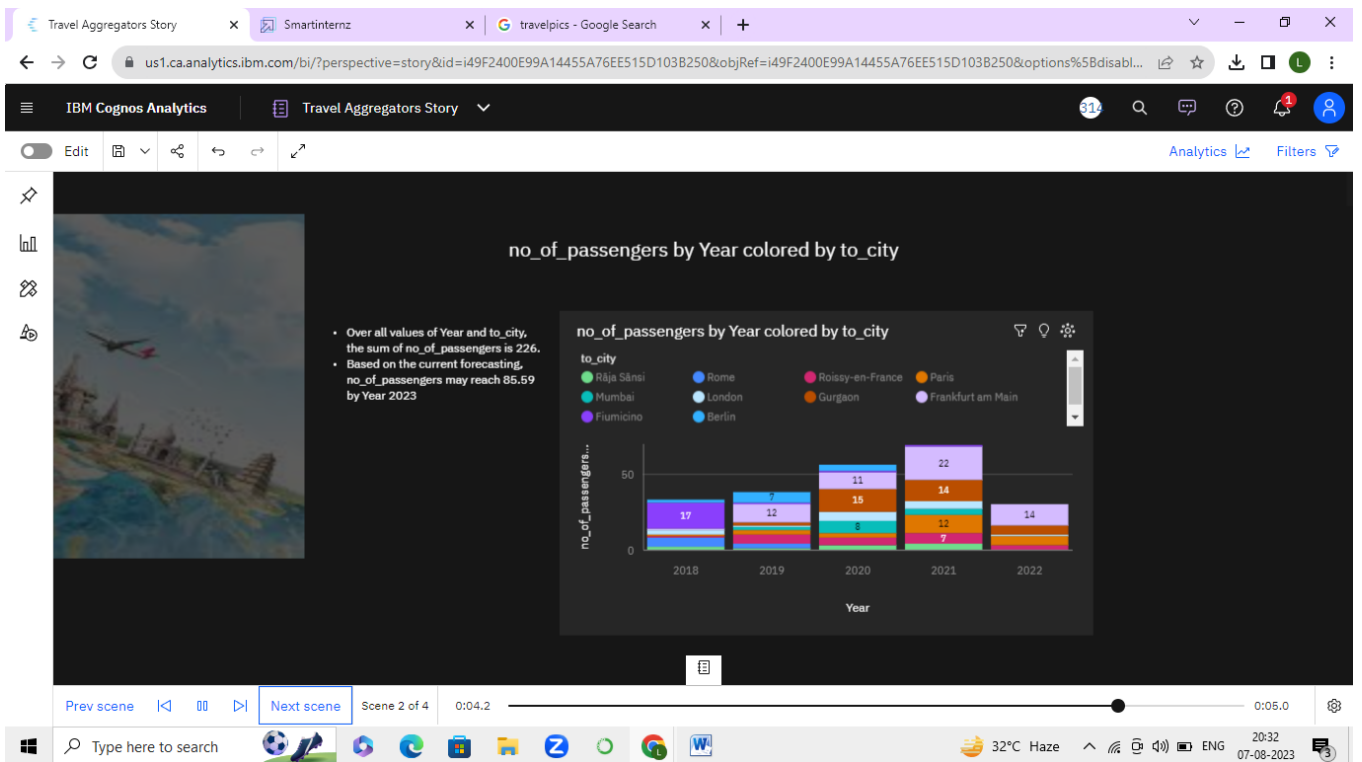 Travel Aggregators Story
Smartinternz
travelpics - Google Search
us1.ca.analytics.ibm.com/bi/?perspective=story&id=i49F2400E99A14455A76EE515D103B250&objRef=i49F2400E99A14455A76EE515D103B250&options%5Bdisabl...
L
IBM Cognos Analytics
Travel Aggregators Story
314
1
Edit
Analytics
Filters
no_of_passengers by Year colored by to_city
• Over all values of Year and to_city,
the sum of no_of_passengers is 226.
• Based on the current forecasting,
no_of_passengers may reach 85.59
by Year 2023
no_of_passengers by Year colored by to_city
to_city
Rāja Sānsi Rome Roissy-en-France Paris
Mumbai London Gurgaon Frankfurt am Main
Fiumicino Berlin
no_of_passengers...
50
0
17
7
12
11
15
8
22
14
12
7
14
2018 2019 2020 2021 2022
Year
Prev scene
Next scene
Scene 2 of 4
0:04.2
0:05.0
Type here to search
32°C Haze
ENG
20:32
07-08-2023
3